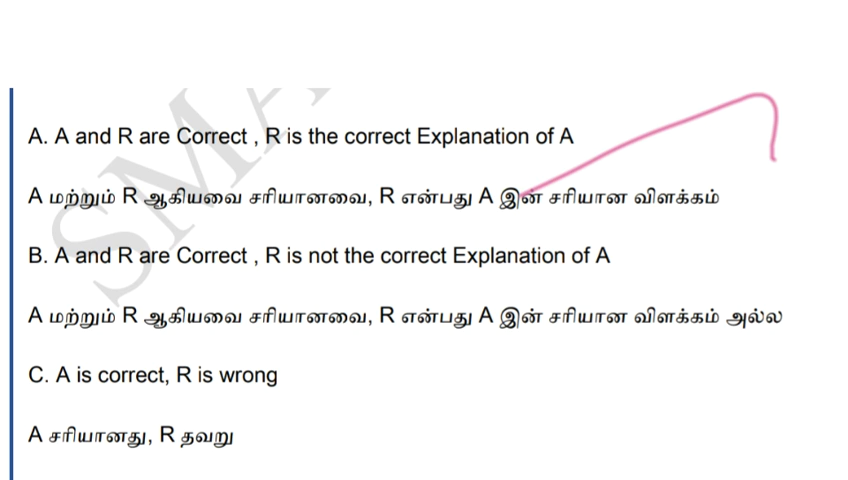 SMA
A. A and R are Correct , R is the correct Explanation of A
A மற்றும் R ஆகியவை சரியானவை, R என்பது A இன் சரியான விளக்கம்
B. A and R are Correct , R is not the correct Explanation of A
A மற்றும் R ஆகியவை சரியானவை, R என்பது A இன் சரியான விளக்கம் அல்ல
C. A is correct, R is wrong
A சரியானது, R தவறு